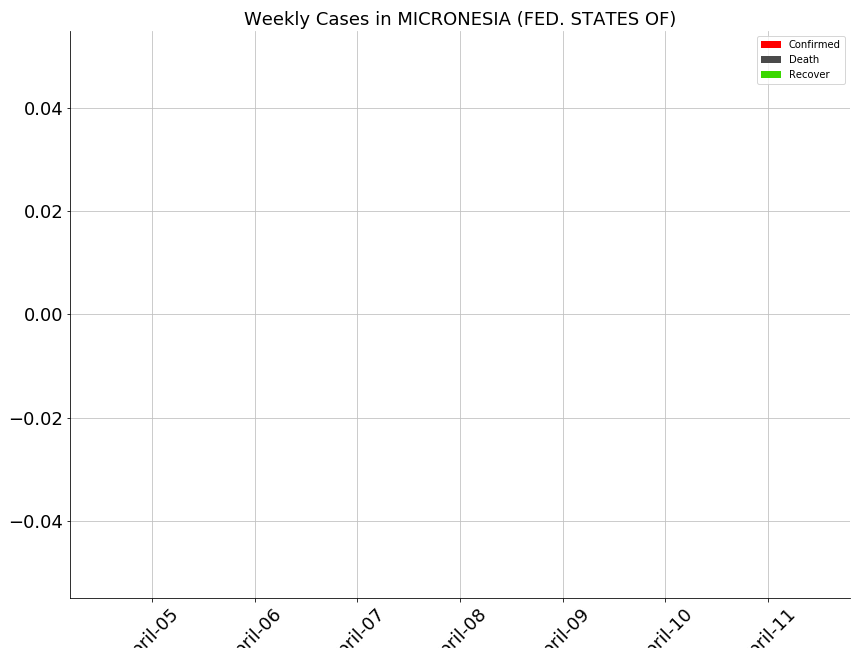 Weekly Cases in MICRONESIA (FED. STATES OF)
Confirmed
Death
Recover
0.04
0.02
0.00
−0.02
−0.04
pril-05
pril-06
pril-07
pril-08
pril-09
pril-10
pril-11